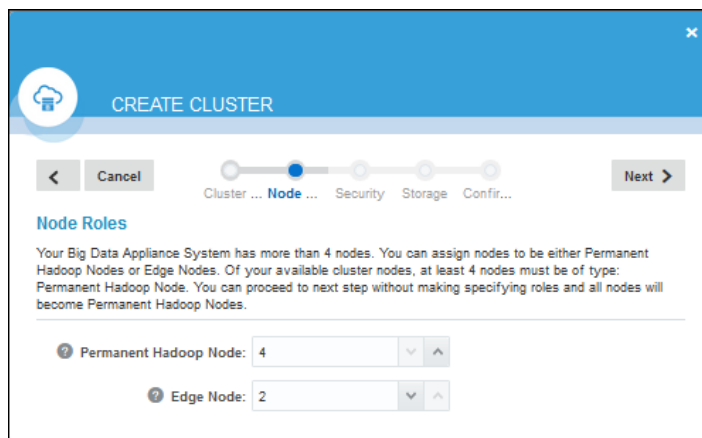 CREATE CLUSTER
Cancel
Next
Cluster ... Node ... Security Storage Confir...
Node Roles
Your Big Data Appliance System has more than 4 nodes. You can assign nodes to be either Permanent
Hadoop Nodes or Edge Nodes. Of your available cluster nodes, at least 4 nodes must be of type:
Permanent Hadoop Node. You can proceed to next step without making specifying roles and all nodes will
become Permanent Hadoop Nodes.
? Permanent Hadoop Node: 4
? Edge Node: 2